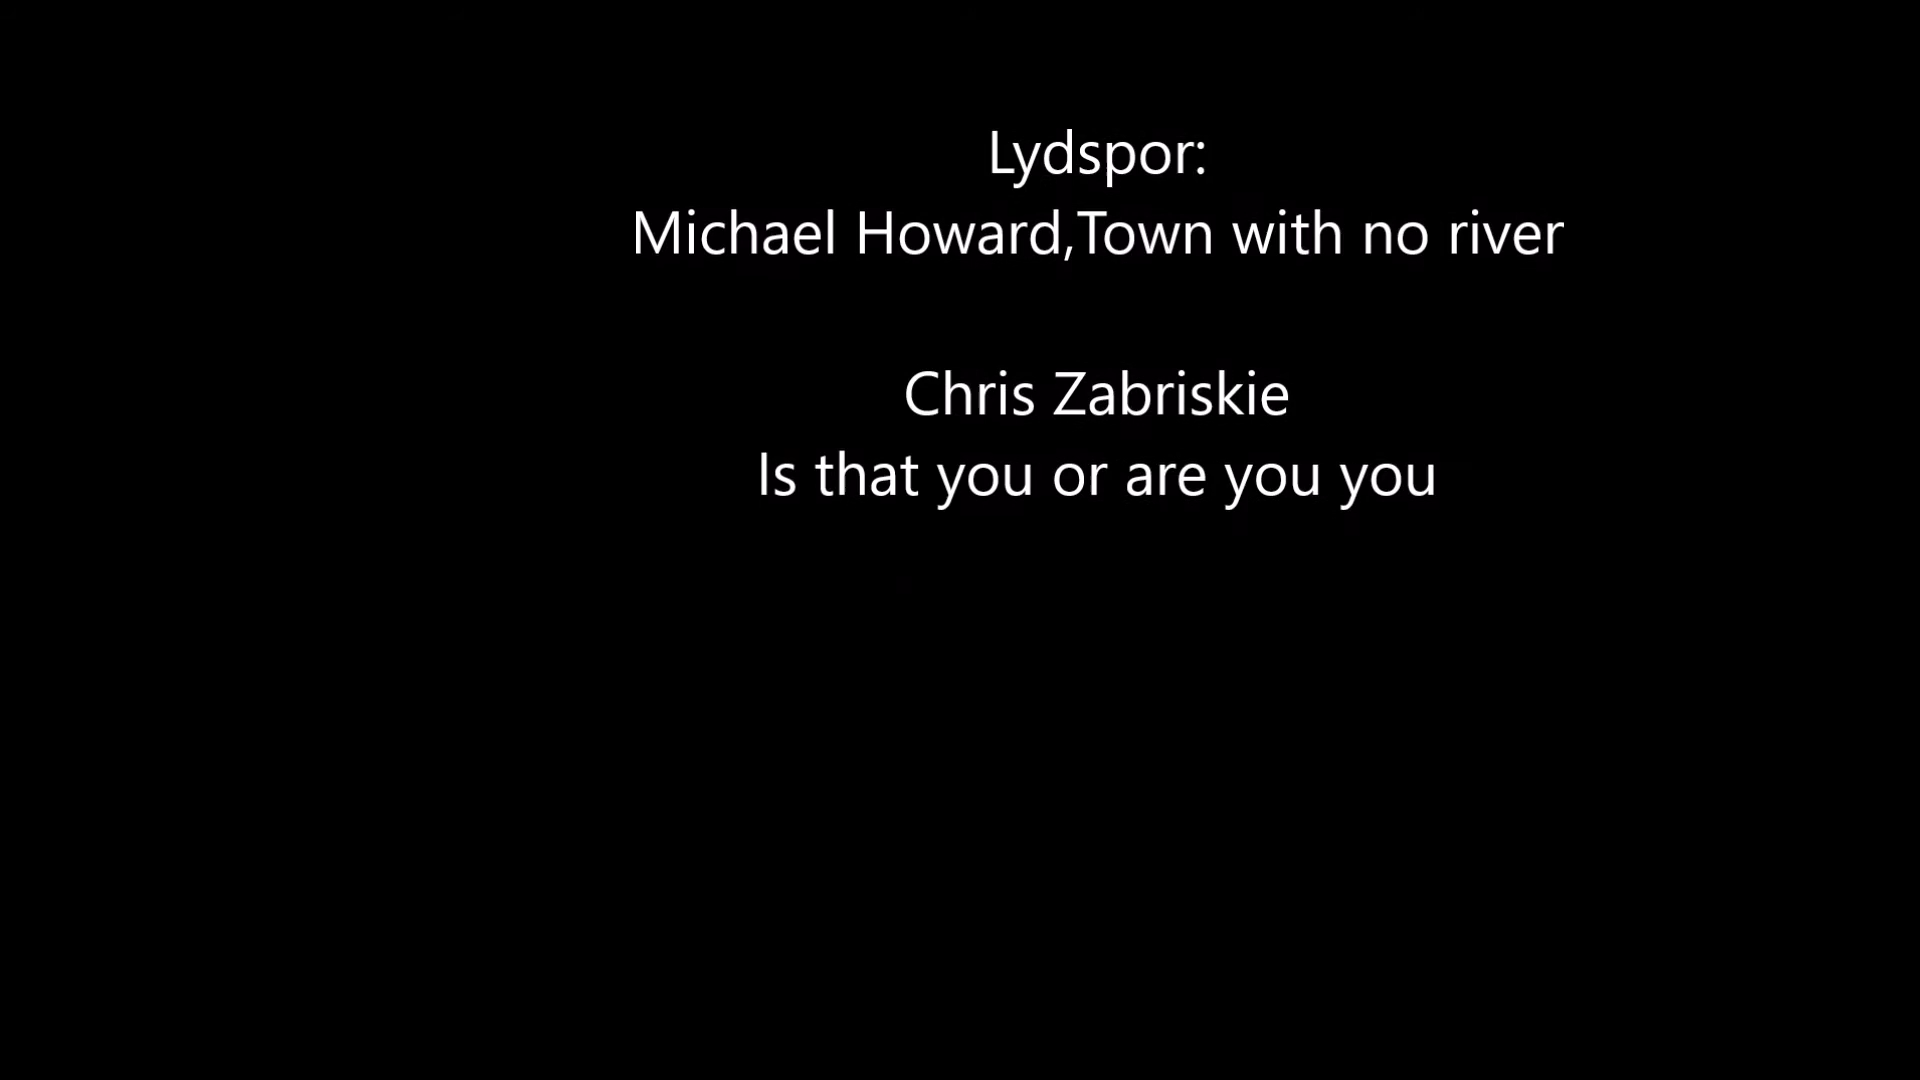 Lydspor:
Michael Howard,Town with no river
Chris Zabriskie
Is that you or are you you